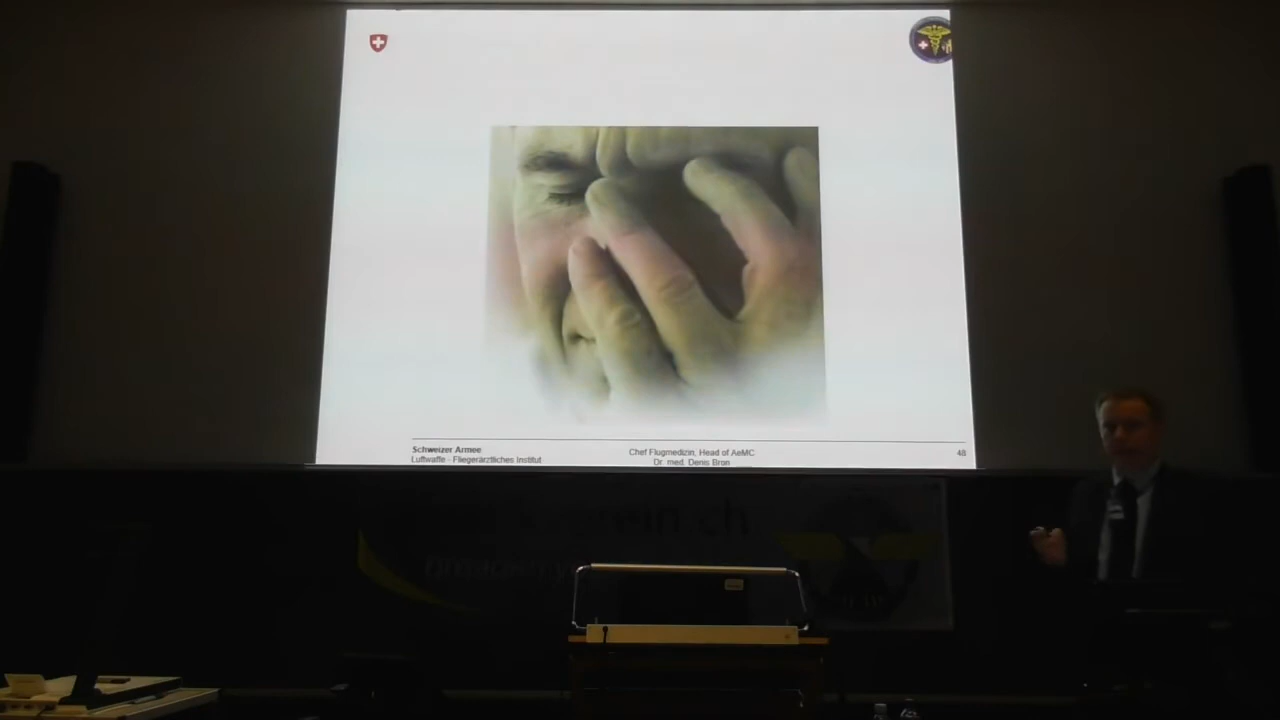 Schweizer Armee
Luftwaffe - Fliegerärztliches Institut
Chef Flugmedizin, Head of AeMC
Dr. med. Denis Bron
48